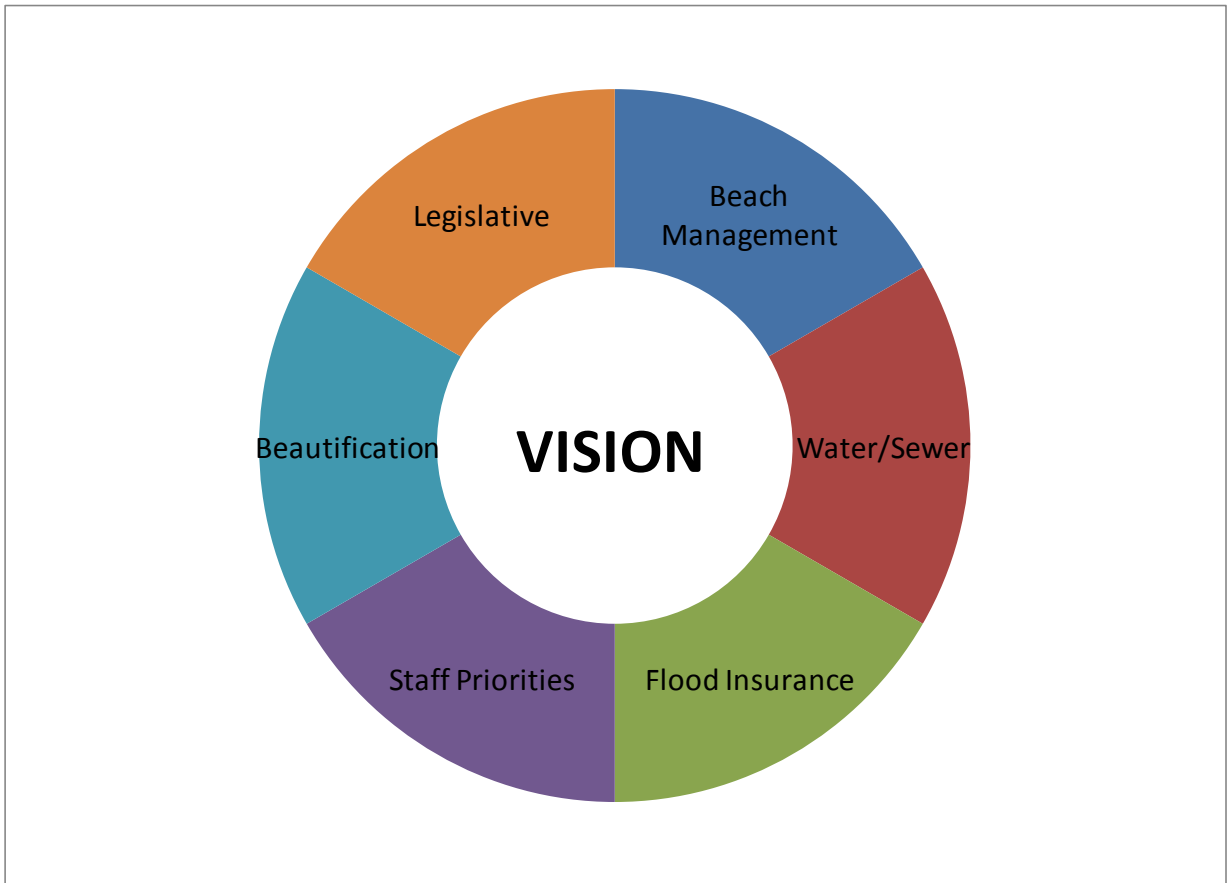 Legislative
Beach
Management
Beautification
VISION
Water/Sewer
Staff Priorities
Flood Insurance